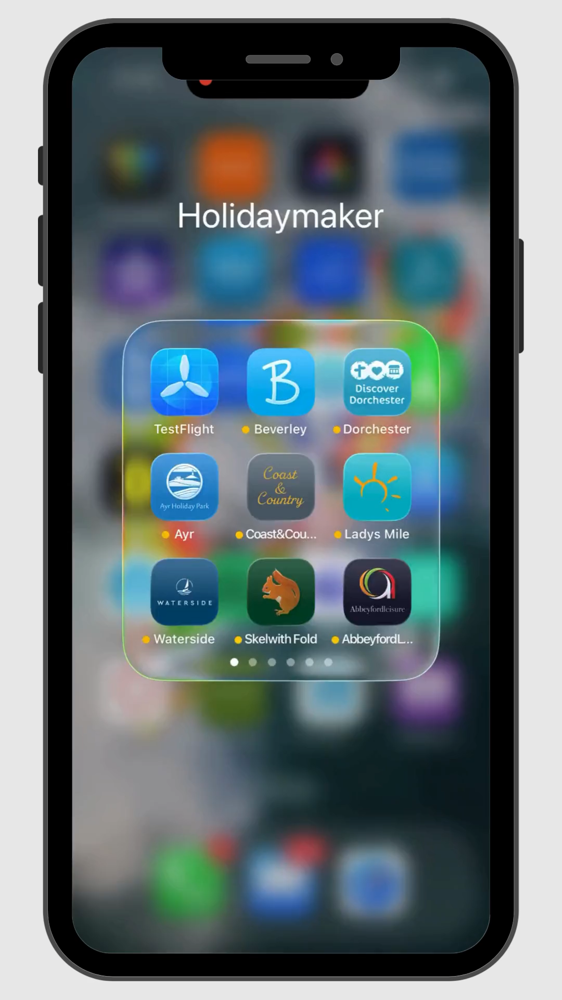 Holidaymaker
B
Discover
Dorchester
TestFlight
Beverley
Dorchester
Ayr Holiday Park
Coast
&
Country
Ayr
Coast&Cou...
Ladys Mile
WATERSIDE
Abbeyfordleisure
Waterside
Skelwith Fold
AbbeyfordL...